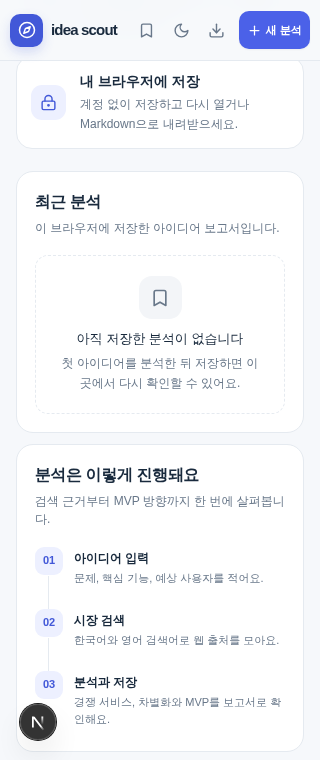 idea scout
새 분석
내 브라우저에 저장
계정 없이 저장하고 다시 열거나
Markdown으로 내려받으세요.
최근 분석
이 브라우저에 저장한 아이디어 보고서입니다.
아직 저장한 분석이 없습니다
첫 아이디어를 분석한 뒤 저장하면 이
곳에서 다시 확인할 수 있어요.
분석은 이렇게 진행돼요
검색 근거부터 MVP 방향까지 한 번에 살펴봅니
다.
01
아이디어 입력
문제, 핵심 기능, 예상 사용자를 적어요.
02
시장 검색
한국어와 영어 검색어로 웹 출처를 모아요.
03
분석과 저장
경쟁 서비스, 차별화와 MVP를 보고서로 확
인해요.
N